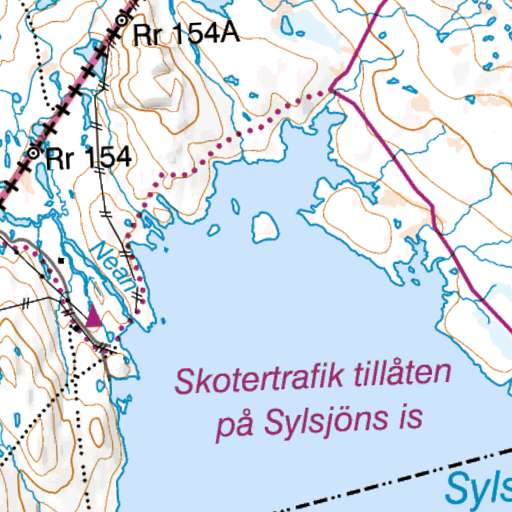 Rr 154A
Rr 154
Nean
Skotertrafik tillåten
på Sylsjöns is
Syls